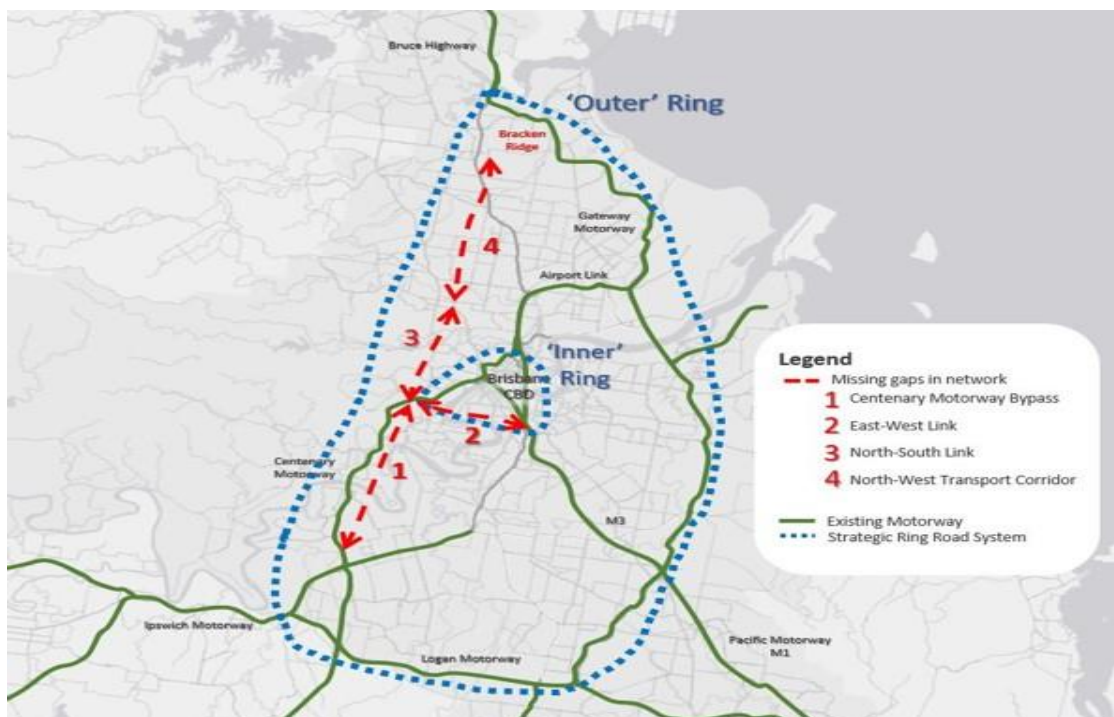 Bruce Highway
'Outer' Ring
Bracken
Ridge
Gateway
Motorway
4
Airport Link
3
'Inner'
Ring
Brisbane
CBD
2
Centenary
Motorway
1
M3
Ipswich Motorway
Logan Motorway
Pacific Motorway
M1
Legend
Missing gaps in network
1 Centenary Motorway Bypass
2 East-West Link
3 North-South Link
4 North-West Transport Corridor
Existing Motorway
Strategic Ring Road System